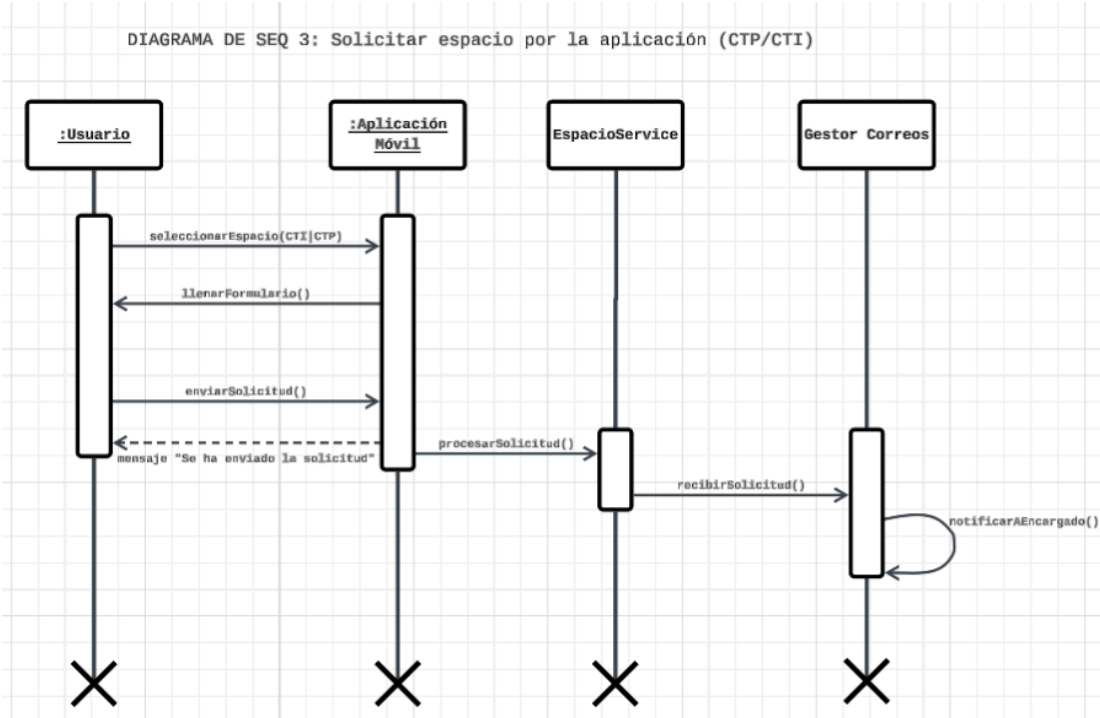 DIAGRAMA DE SEQ 3: Solicitar espacio por la aplicación (CTP/CTI)
:Usuario
:Aplicación
Móvil
EspacioService
Gestor Correos
seleccionarEspacio(CTI|CTP)
llenarFormulario()
enviarSolicitud()
mensaje "Se ha enviado la solicitud"
procesarSolicitud()
recibirSolicitud()
notificarAEncargado()